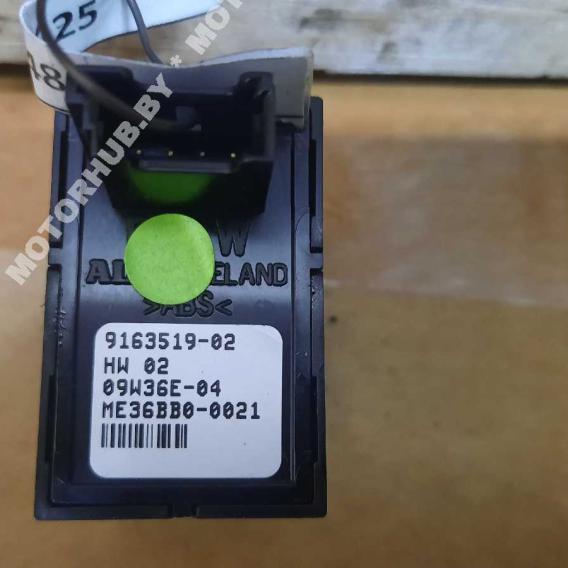 25
MOTORHUB.BY * MOT
W
ELAND
>ABS<
9163519-02
HW 02
09W36E-04
ME36BB0-0021